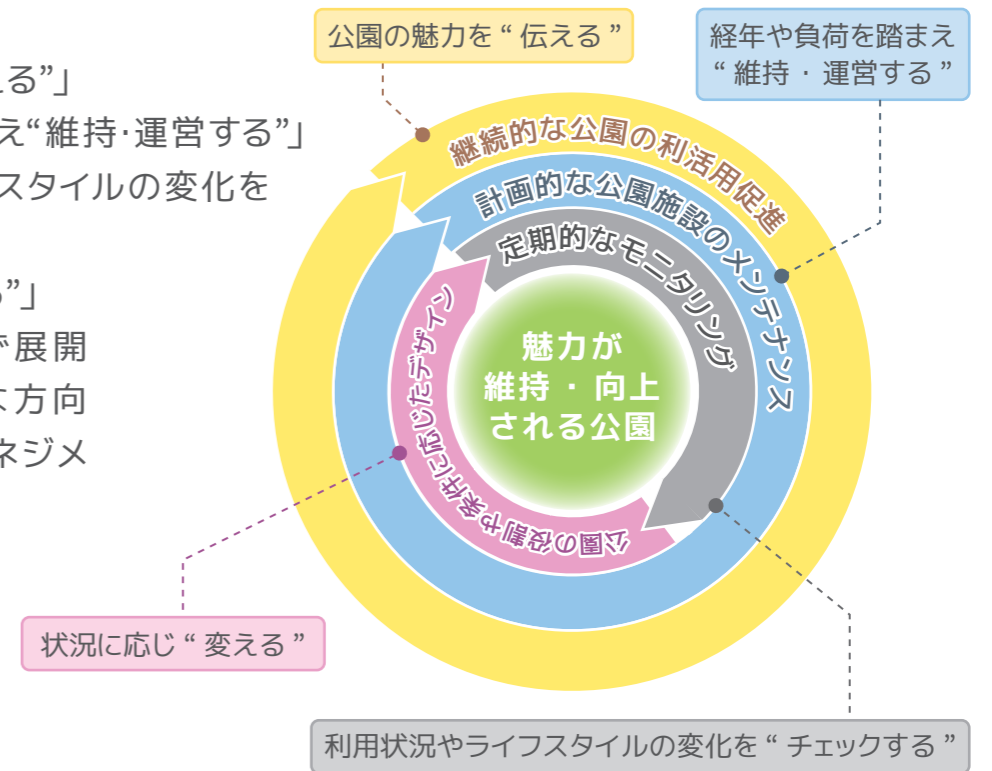 る”」
え“維持・運営する”」
スタイルの変化を
”」
展開
方向
ネジメ
公園の魅力を“ 伝える ”
経年や負荷を踏まえ
“ 維持 ・ 運営する ”
継続的な公園の利活用促進
計画的な公園施設のメンテナンス
定期的なモニタリング
公園の役割や条件に応じたデザイン
魅力が
維持 ・ 向上
される公園
状況に応じ “ 変える ”
利用状況やライフスタイルの変化を “ チェックする ”